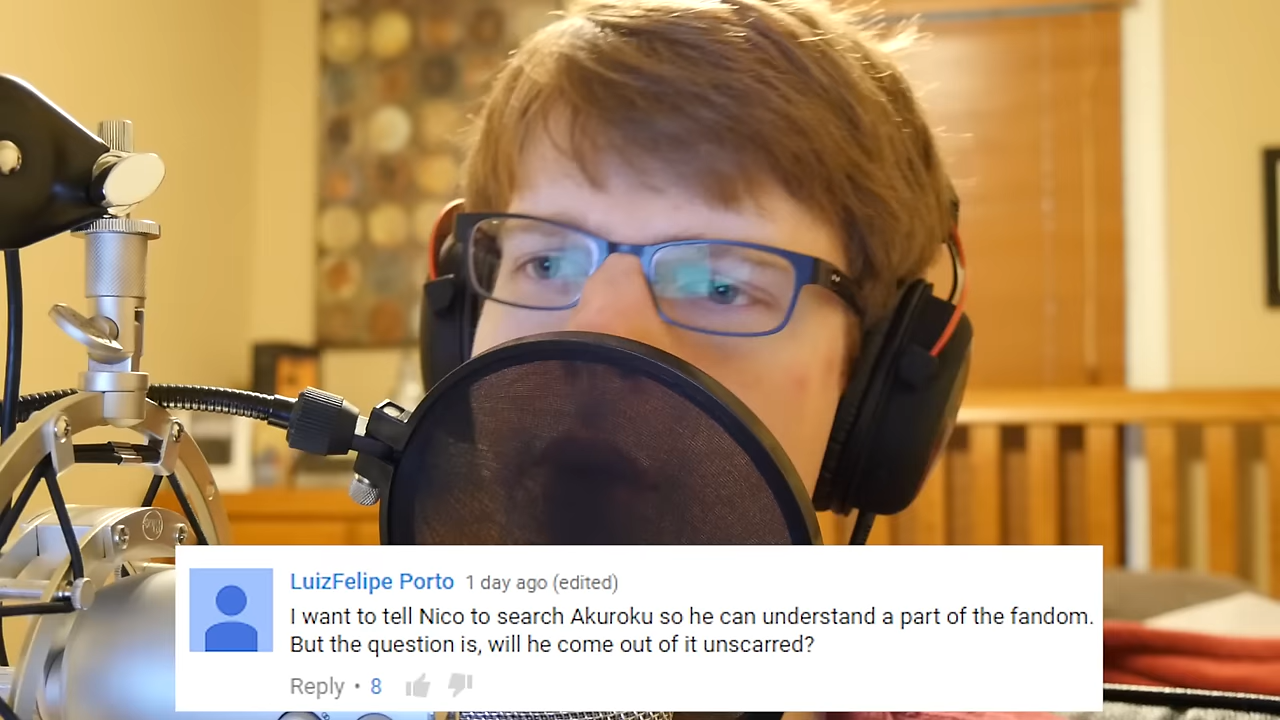 LuizFelipe Porto 1 day ago (edited)
I want to tell Nico to search Akuroku so he can understand a part of the fandom.
But the question is, will he come out of it unscarred?
Reply • 8